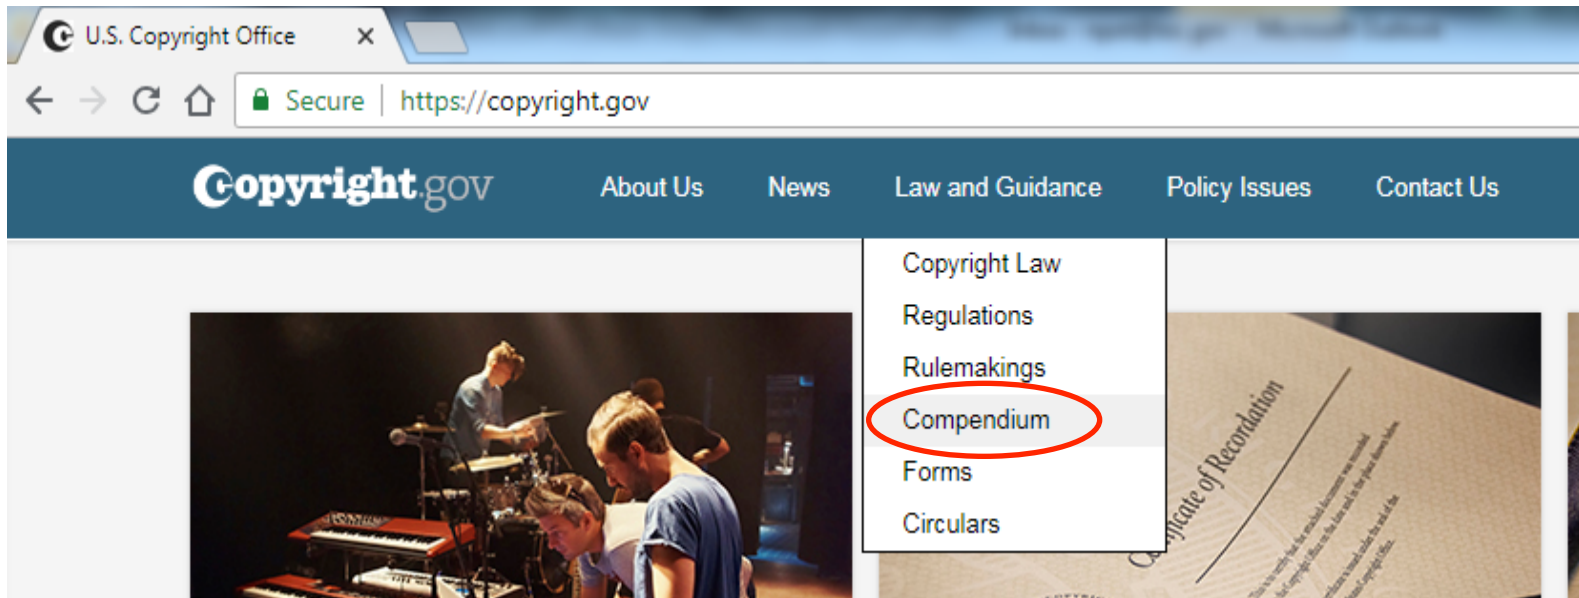 U.S. Copyright Office
Secure https://copyright.gov
Copyright.gov About Us News Law and Guidance Policy Issues Contact Us
Copyright Law
Regulations
Rulemakings
Compendium
Forms
Circulars
Certificate of Recordation